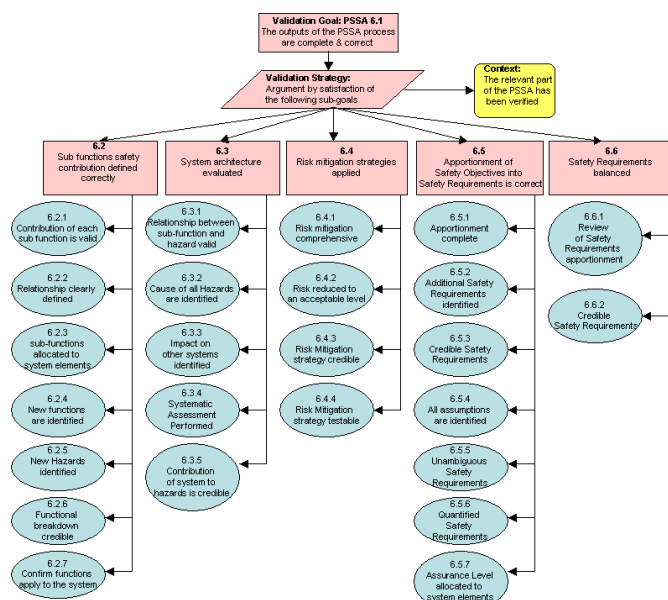 Validation Goal: PSSA 6.1
The outputs of the PSSA process
are complete & correct
Validation Strategy:
Argument by satisfaction of
the following sub-goals
Context:
The relevant part
of the PSSA has
been verified
6.2
Sub functions safety
contribution defined
correctly
6.3
System architecture
evaluated
6.4
Risk mitigation strategies
applied
6.5
Apportionment of
Safety Objectives into
Safety Requirements is correct
6.6
Safety Requirements
balanced
6.2.1
Contribution of each
sub function is valid
6.2.2
Relationship clearly
defined
6.2.3
sub-functions
allocated to
system elements
6.2.4
New functions
are identified
6.2.5
New Hazards
identified
6.2.6
Functional
breakdown
credible
6.2.7
Confirm functions
apply to the system
6.3.1
Relationship between
sub-function and
hazard valid
6.3.2
Cause of all Hazards
are identified
6.3.3
Impact on
other systems
identified
6.3.4
Systematic
Assessment
Performed
6.3.5
Contribution
of system to
hazards is credible
6.4.1
Risk mitigation
comprehensive
6.4.2
Risk reduced to
an acceptable level
6.4.3
Risk Mitigation
strategy credible
6.4.4
Risk Mitigation
strategy testable
6.5.1
Apportionment
complete
6.5.2
Additional Safety
Requirements
identified
6.5.3
Credible Safety
Requirements
6.5.4
All assumptions
are identified
6.5.5
Unambiguous
Safety
Requirements
6.5.6
Quantified
Safety
Requirements
6.5.7
Assurance Level
allocated to
system elements
6.6.1
Review
of Safety
Requirements
apportionment
6.6.2
Credible
Safety Requirements